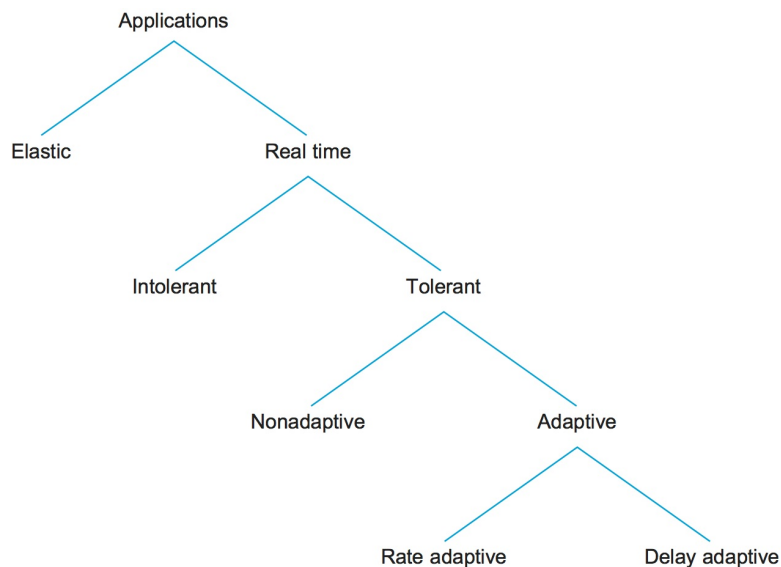 Applications
Elastic
Real time
Intolerant
Tolerant
Nonadaptive
Adaptive
Rate adaptive
Delay adaptive